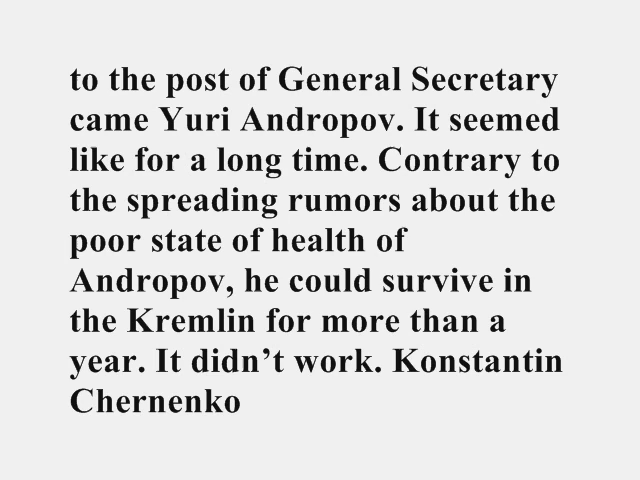 to the post of General Secretary
came Yuri Andropov. It seemed
like for a long time. Contrary to
the spreading rumors about the
poor state of health of
Andropov, he could survive in
the Kremlin for more than a
year. It didn’t work. Konstantin
Chernenko